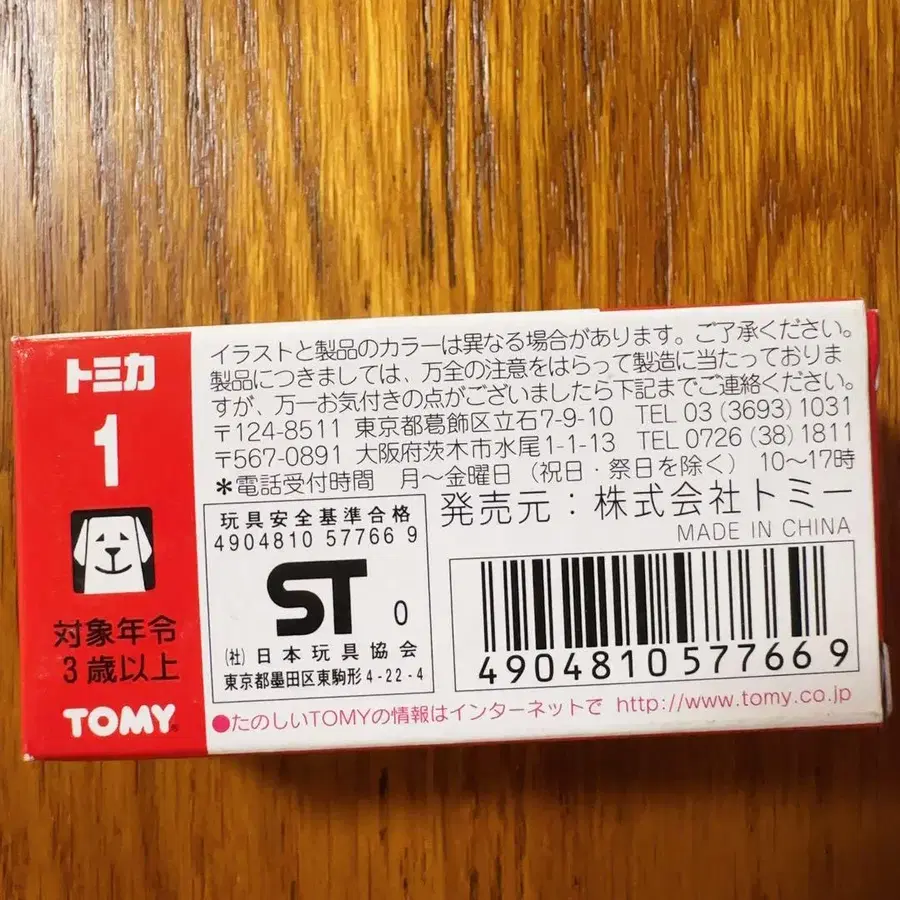 トミカ
1
対象年令
3歳以上
TOMY
イラストと製品のカラーは異なる場合があります。ご了承ください。
製品につきましては、万全の注意をはらって製造に当たっておりま
すが、万一お気付きの点がございましたら下記までご連絡ください。
〒124-8511 東京都葛飾区立石7-9-10 TEL 03 (3693) 1031
〒567-0891 大阪府茨木市水尾1-1-13 TEL 0726 (38) 1811
*電話受付時間 月〜金曜日（祝日・祭日を除く） 10〜17時
発売元：株式会社トミー
MADE IN CHINA
玩具安全基準合格
4904810 57766 9
ST 0
(社) 日本玩具協会
東京都墨田区東駒形4-22-4
4904810577669
●たのしいTOMYの情報はインターネットで http://www.tomy.co.jp